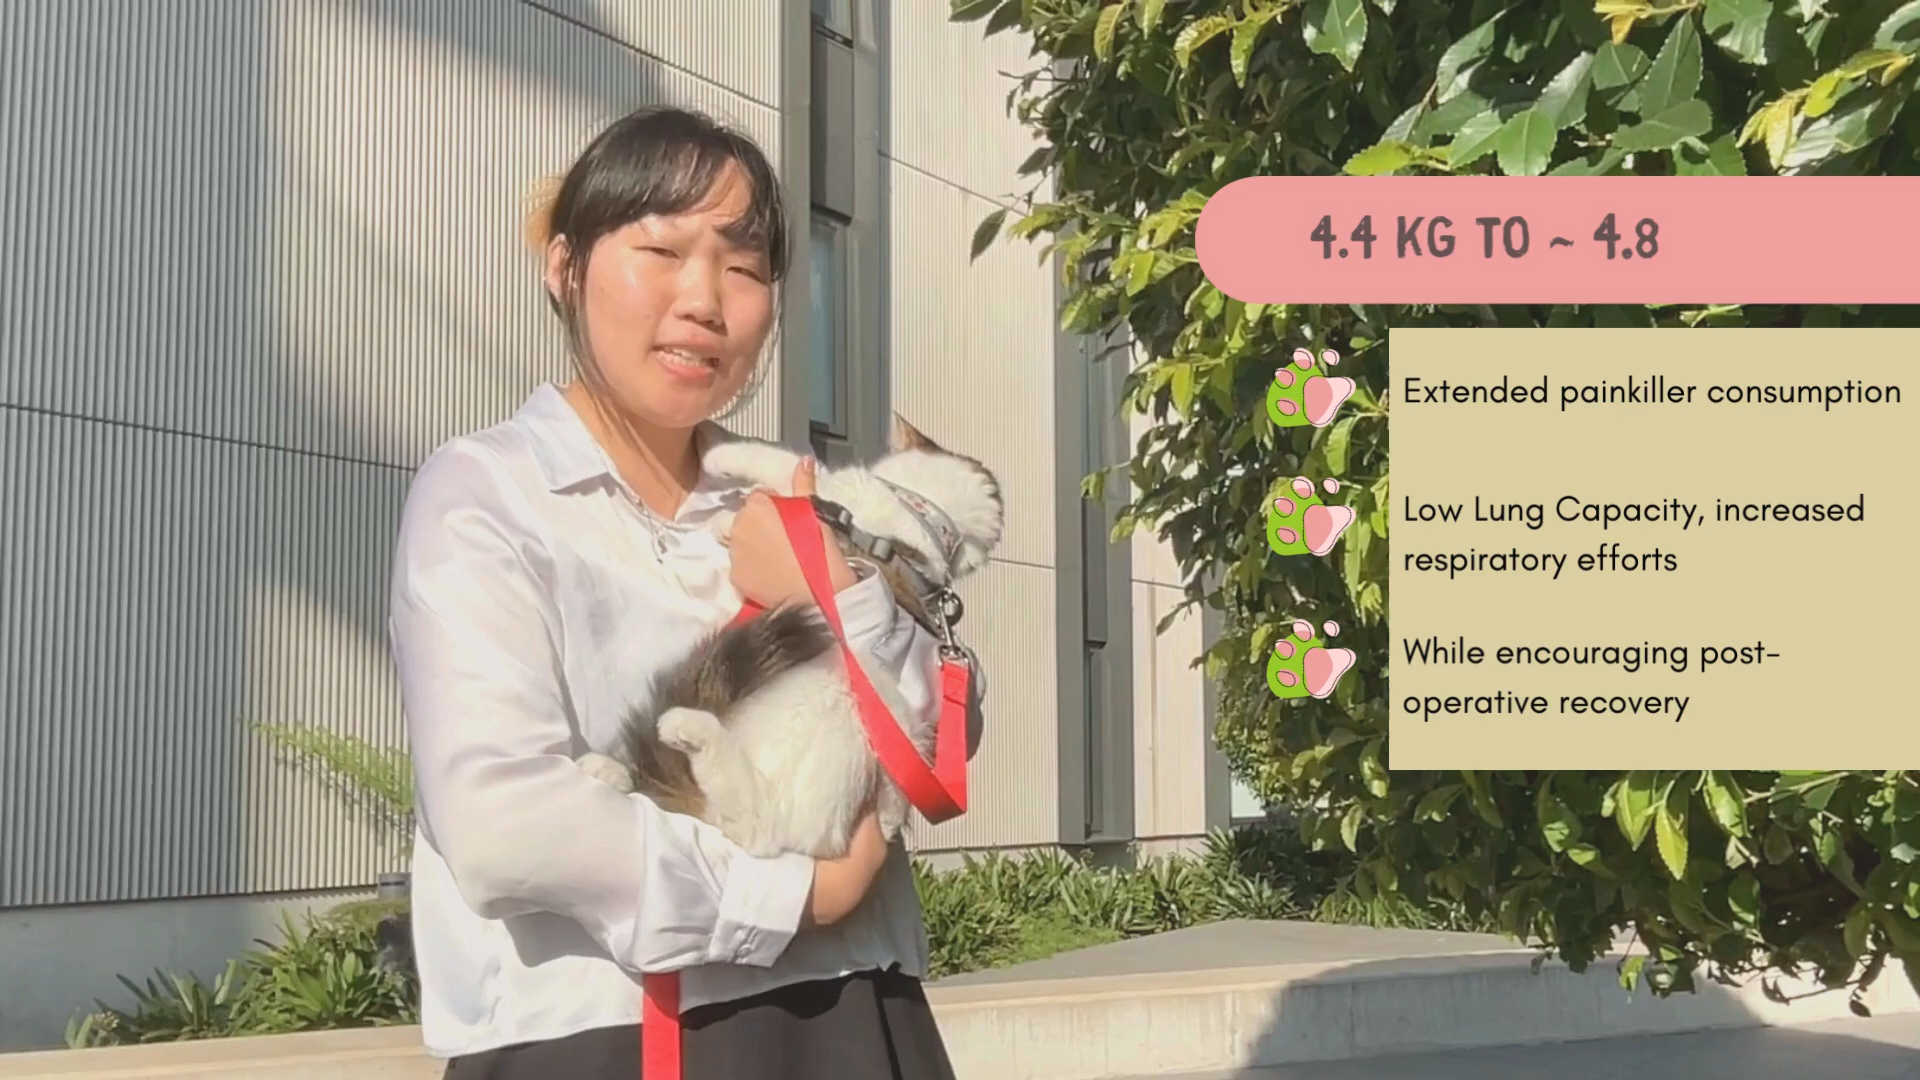 4.4 KG TO ~ 4.8
Extended painkiller consumption
Low Lung Capacity, increased
respiratory efforts
While encouraging post-
operative recovery